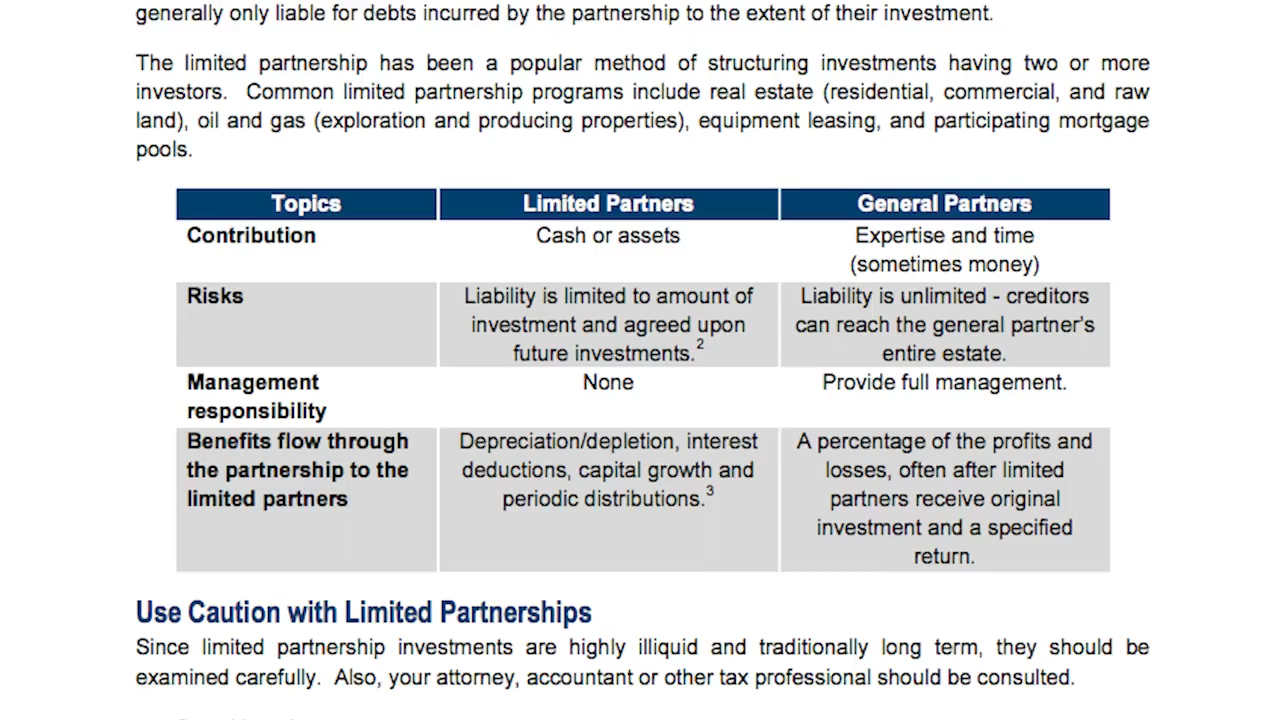 generally only liable for debts incurred by the partnership to the extent of their investment.
The limited partnership has been a popular method of structuring investments having two or more
investors. Common limited partnership programs include real estate (residential, commercial, and raw
land), oil and gas (exploration and producing properties), equipment leasing, and participating mortgage
pools.
Topics Limited Partners General Partners
Contribution Cash or assets Expertise and time
(sometimes money)
Risks Liability is limited to amount of Liability is unlimited - creditors
investment and agreed upon can reach the general partner's
future investments.2 entire estate.
Management None Provide full management.
responsibility
Benefits flow through Depreciation/depletion, interest A percentage of the profits and
the partnership to the deductions, capital growth and losses, often after limited
limited partners periodic distributions.3 partners receive original
investment and a specified
return.
Use Caution with Limited Partnerships
Since limited partnership investments are highly illiquid and traditionally long term, they should be
examined carefully. Also, your attorney, accountant or other tax professional should be consulted.